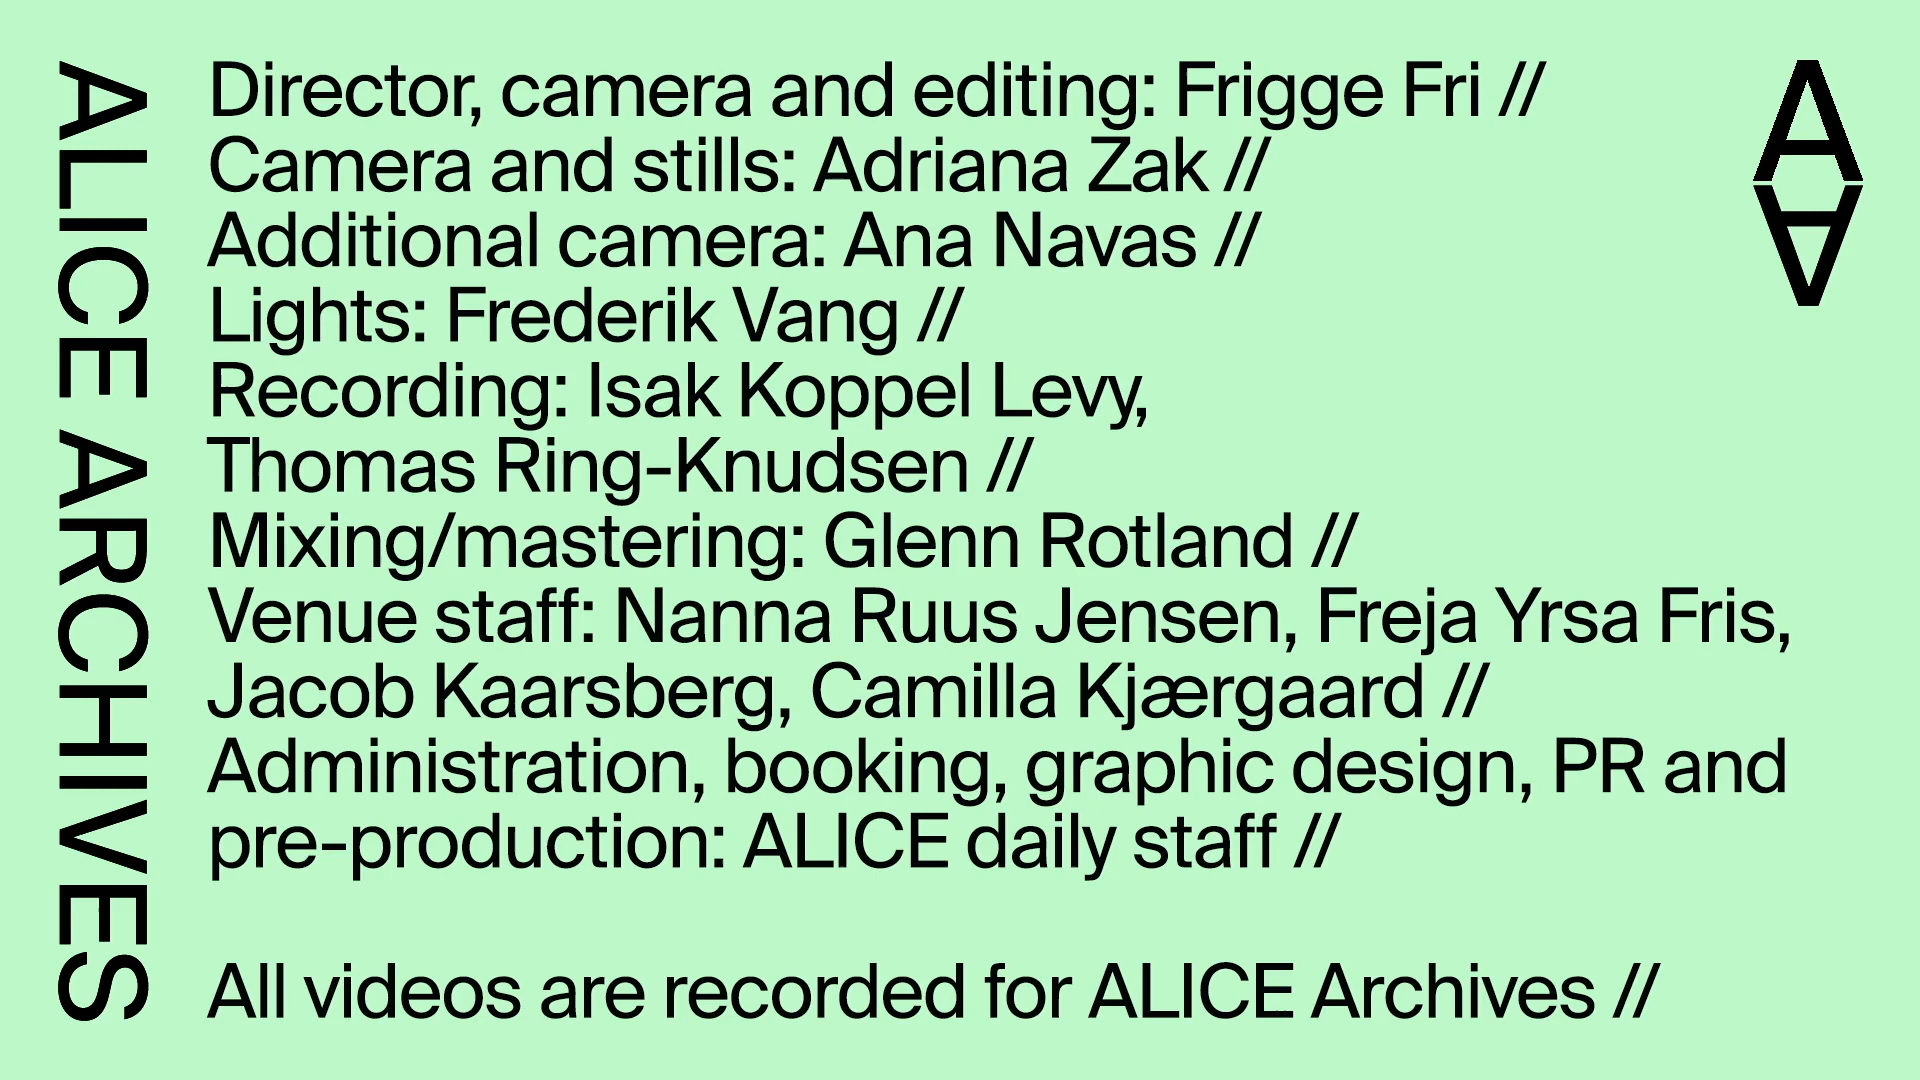 ALICE ARCHIVES
Director, camera and editing: Frigge Fri //
Camera and stills: Adriana Zak //
Additional camera: Ana Navas //
Lights: Frederik Vang //
Recording: Isak Koppel Levy,
Thomas Ring-Knudsen //
Mixing/mastering: Glenn Rotland //
Venue staff: Nanna Ruus Jensen, Freja Yrsa Fris,
Jacob Kaarsberg, Camilla Kjærgaard //
Administration, booking, graphic design, PR and
pre-production: ALICE daily staff //
All videos are recorded for ALICE Archives //
A
A